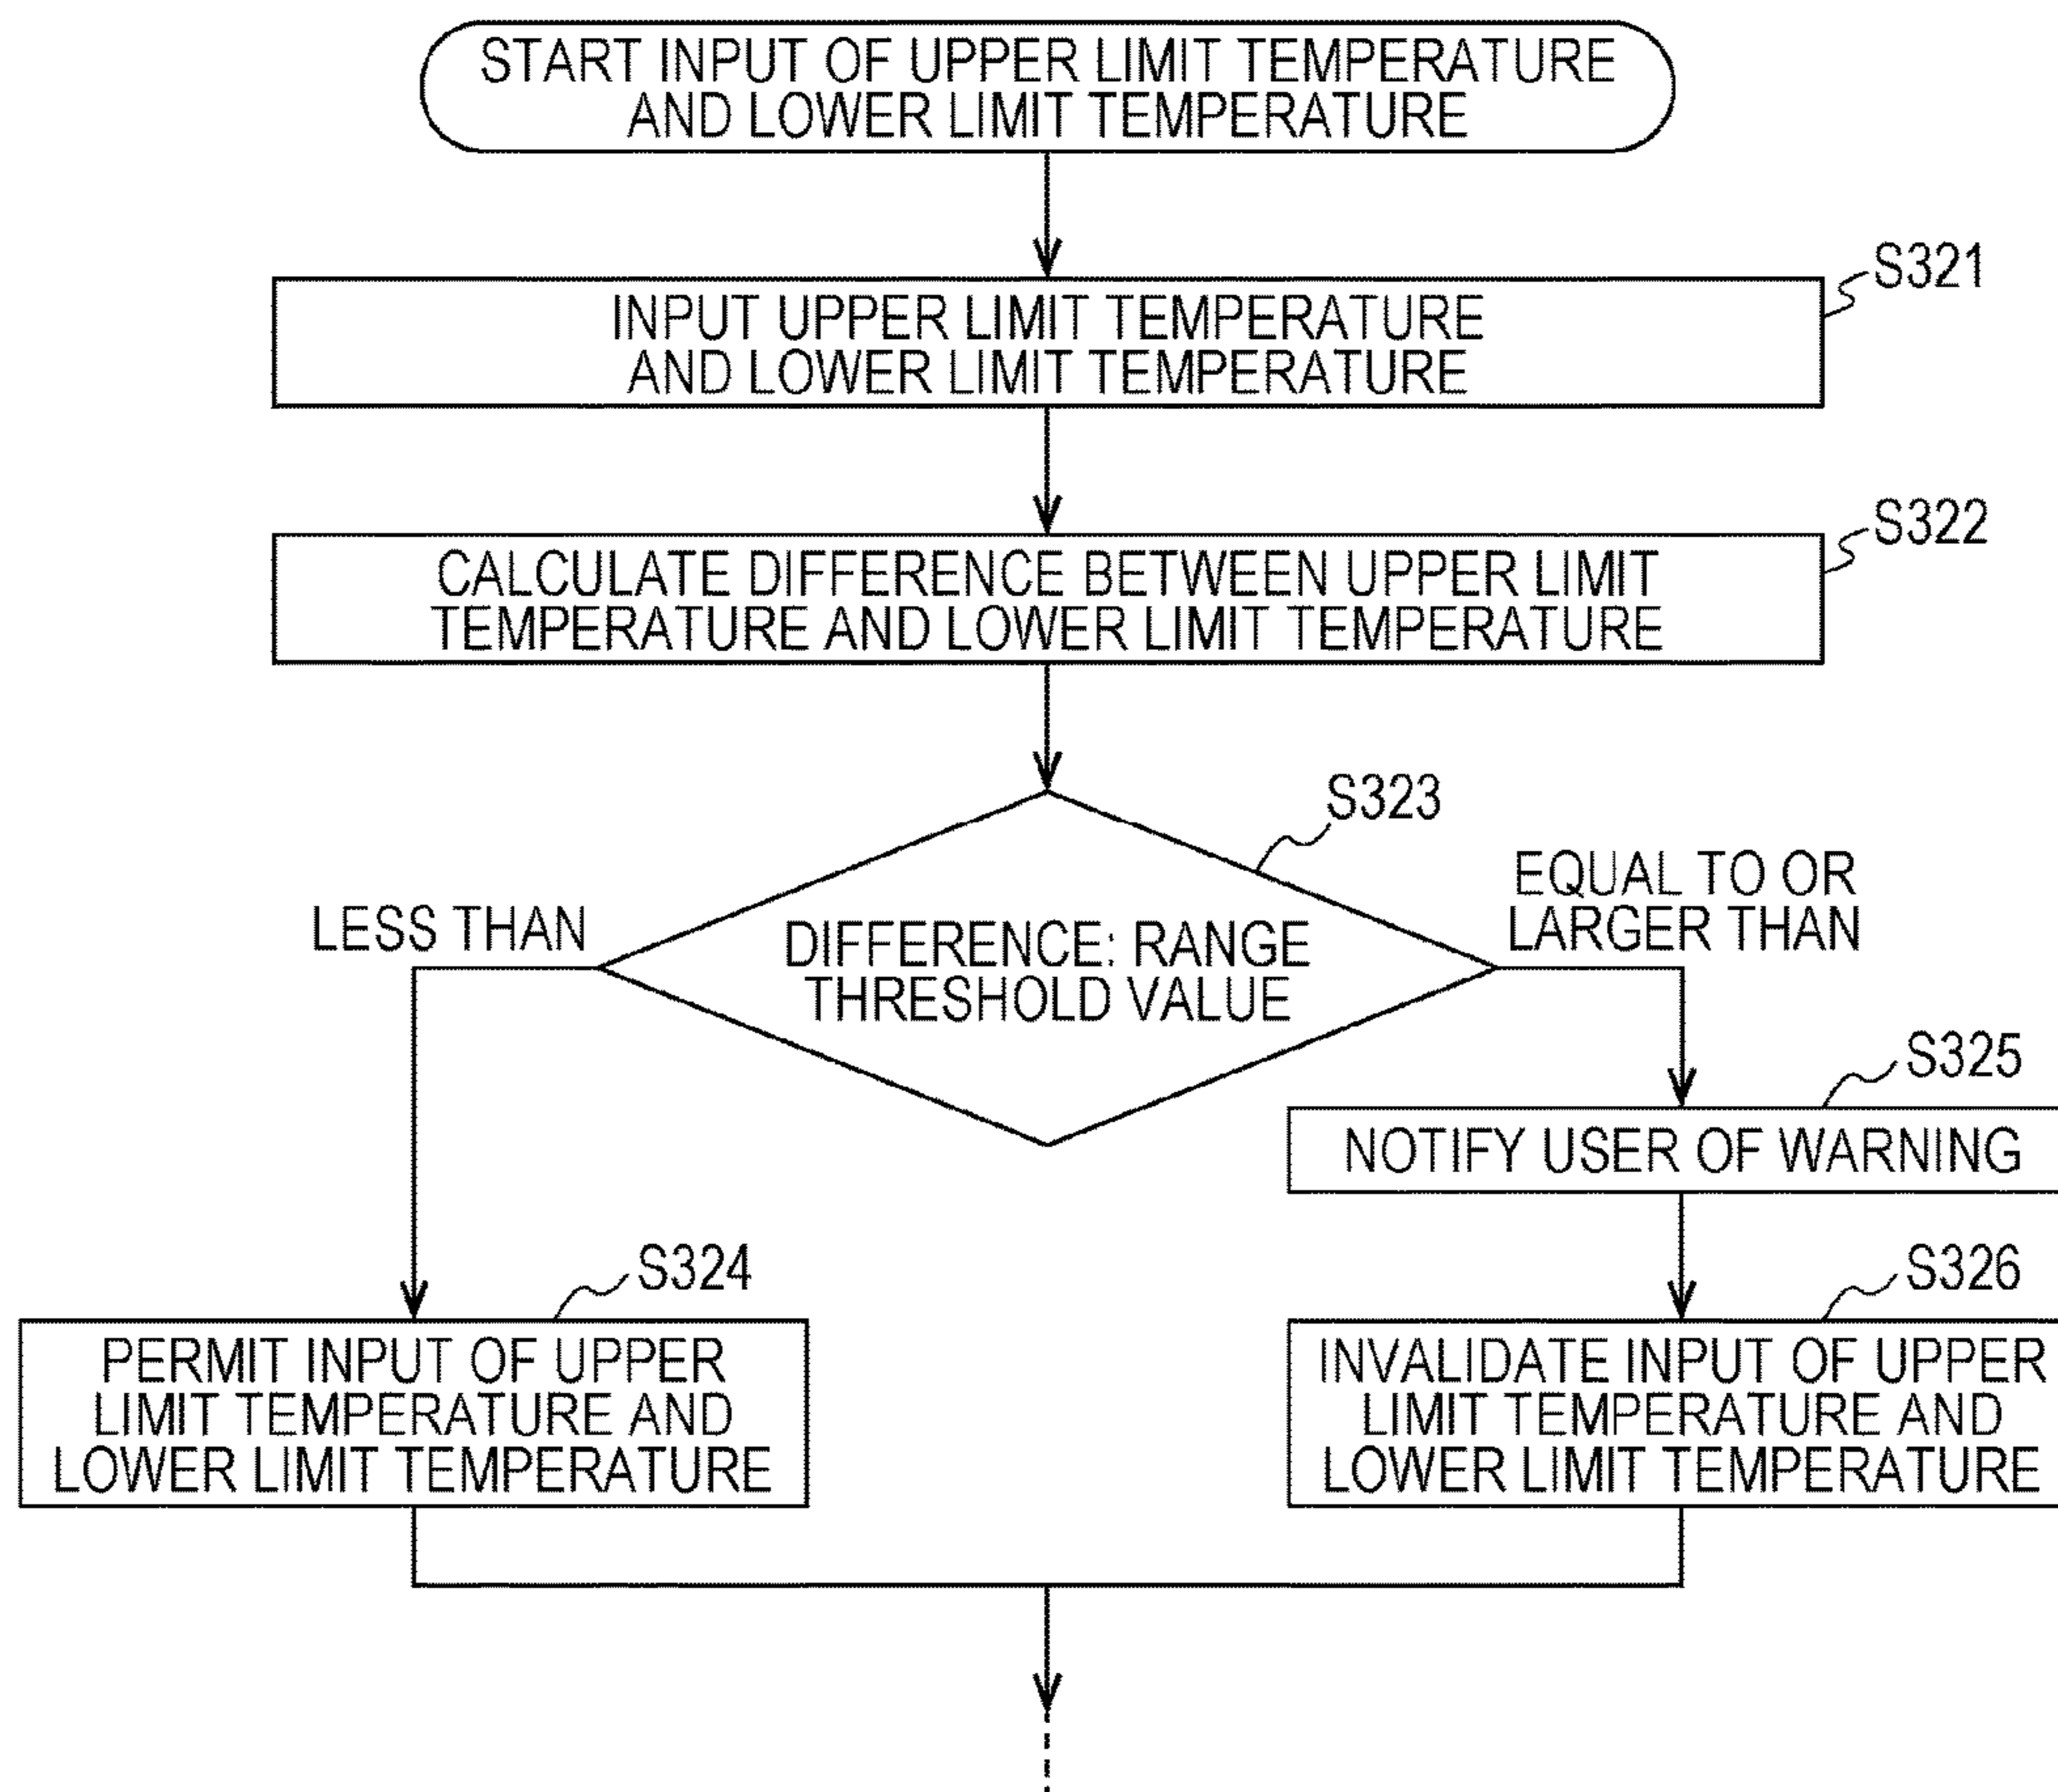 START INPUT OF UPPER LIMIT TEMPERATURE
AND LOWER LIMIT TEMPERATURE
S321
INPUT UPPER LIMIT TEMPERATURE
AND LOWER LIMIT TEMPERATURE
S322
CALCULATE DIFFERENCE BETWEEN UPPER LIMIT
TEMPERATURE AND LOWER LIMIT TEMPERATURE
S323
LESS THAN
DIFFERENCE: RANGE
THRESHOLD VALUE
EQUAL TO OR
LARGER THAN
S325
NOTIFY USER OF WARNING
S324
PERMIT INPUT OF UPPER
LIMIT TEMPERATURE AND
LOWER LIMIT TEMPERATURE
S326
INVALIDATE INPUT OF UPPER
LIMIT TEMPERATURE AND
LOWER LIMIT TEMPERATURE